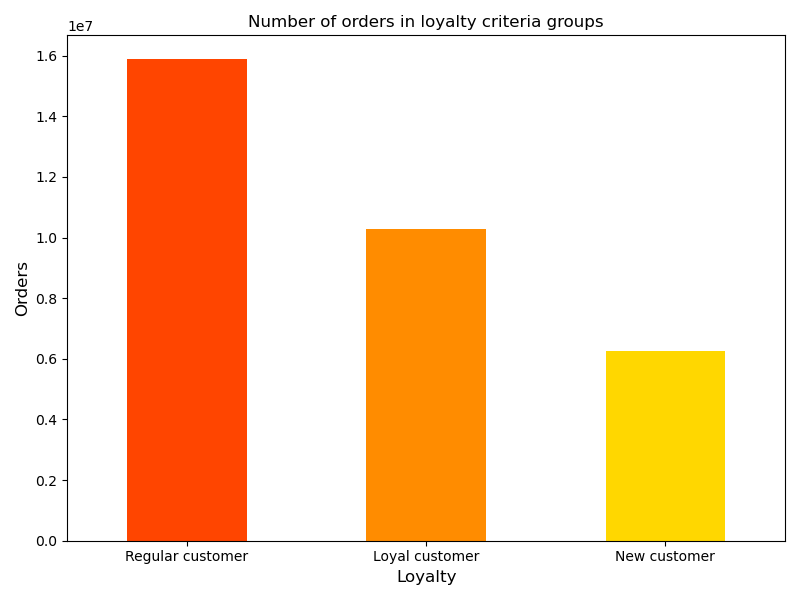 Number of orders in loyalty criteria groups
1e7
1.6
1.4
1.2
1.0
0.8
0.6
0.4
0.2
0.0
Orders
Regular customer
Loyal customer
New customer
Loyalty